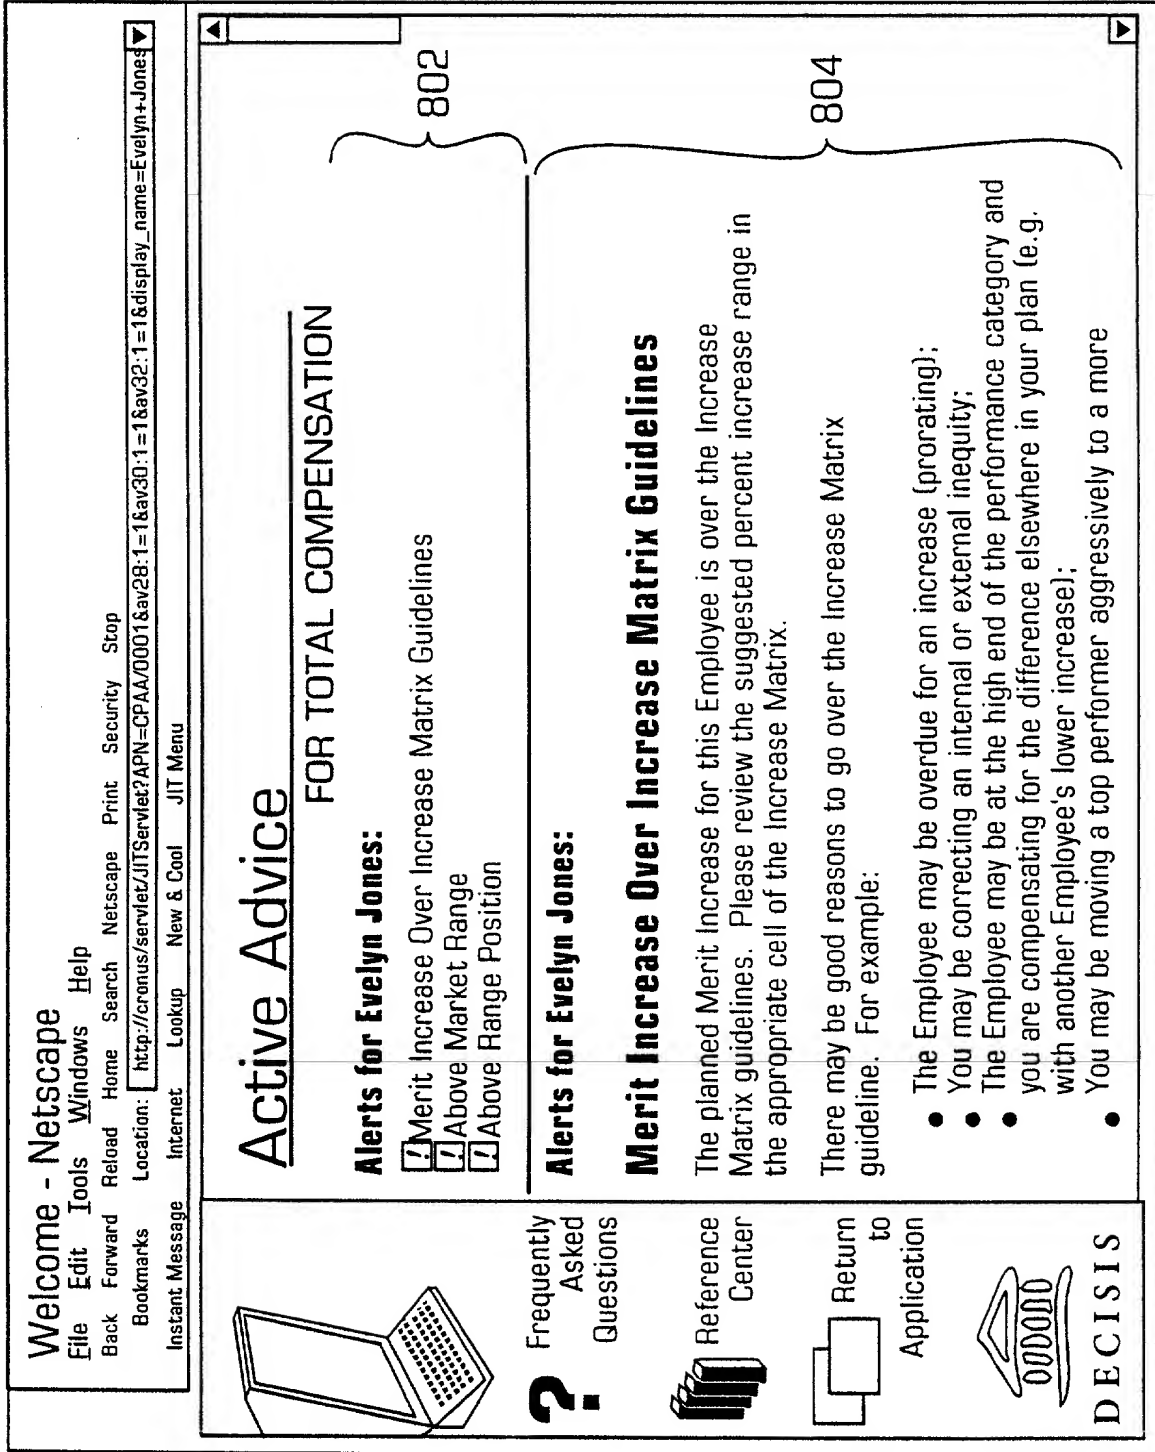 Welcome - Netscape
File Edit Tools Windows Help
Back Forward Reload Home Search Netscape Print Security Stop
Bookmarks Location: http://cronus/servlet/JITServlet?APN=CPAA/0001&av28:1=1&av30:1=1&av32:1=1&display_name=Evelyn+Jones
Instant Message Internet Lookup New & Cool JIT Menu
Active Advice
FOR TOTAL COMPENSATION
Alerts for Evelyn Jones:
! Merit Increase Over Increase Matrix Guidelines
! Above Market Range
! Above Range Position
802
Alerts for Evelyn Jones:
Merit Increase Over Increase Matrix Guidelines
The planned Merit Increase for this Employee is over the Increase
Matrix guidelines. Please review the suggested percent increase range in
the appropriate cell of the Increase Matrix.
There may be good reasons to go over the Increase Matrix
guideline. For example:
• The Employee may be overdue for an increase (prorating);
• You may be correcting an internal or external inequity;
• The Employee may be at the high end of the performance category and
you are compensating for the difference elsewhere in your plan (e.g.
with another Employee's lower increase);
• You may be moving a top performer aggressively to a more
804
? Frequently
Asked
Questions
Reference
Center
Return
to
Application
DECISIS